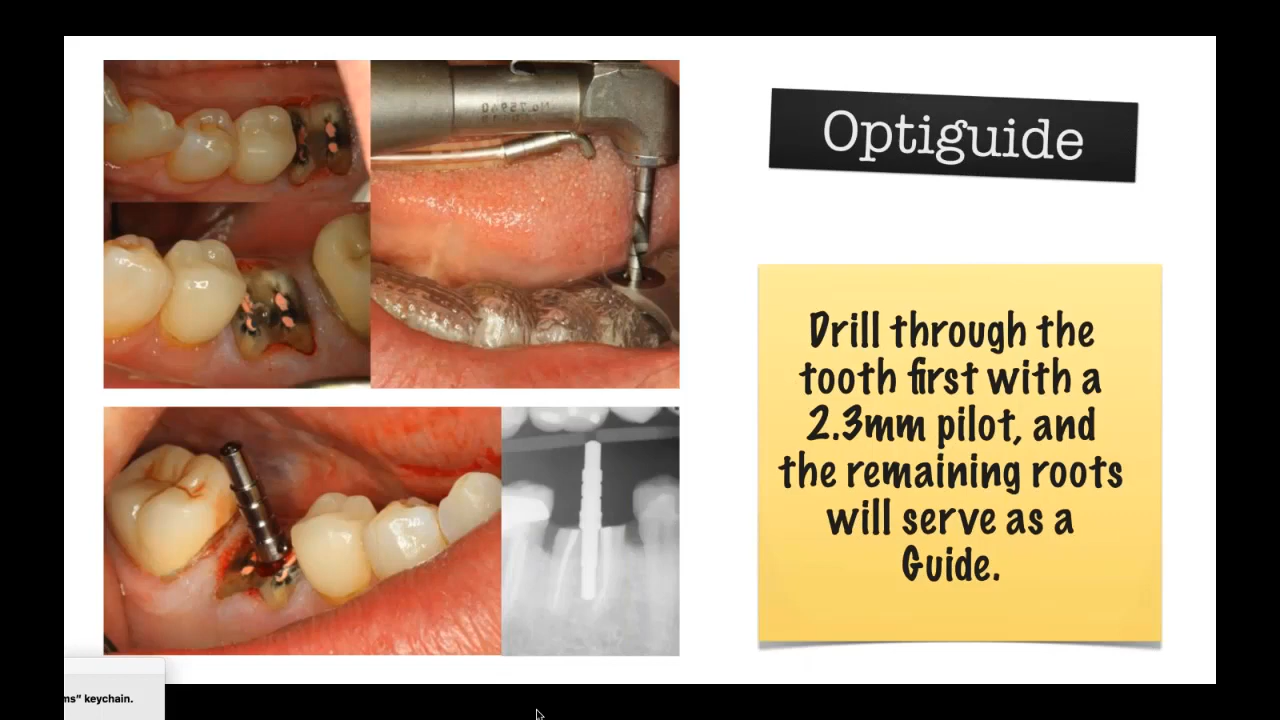 Optiguide
Drill through the
tooth first with a
2.3mm pilot, and
the remaining roots
will serve as a
Guide.
ms” keychain.